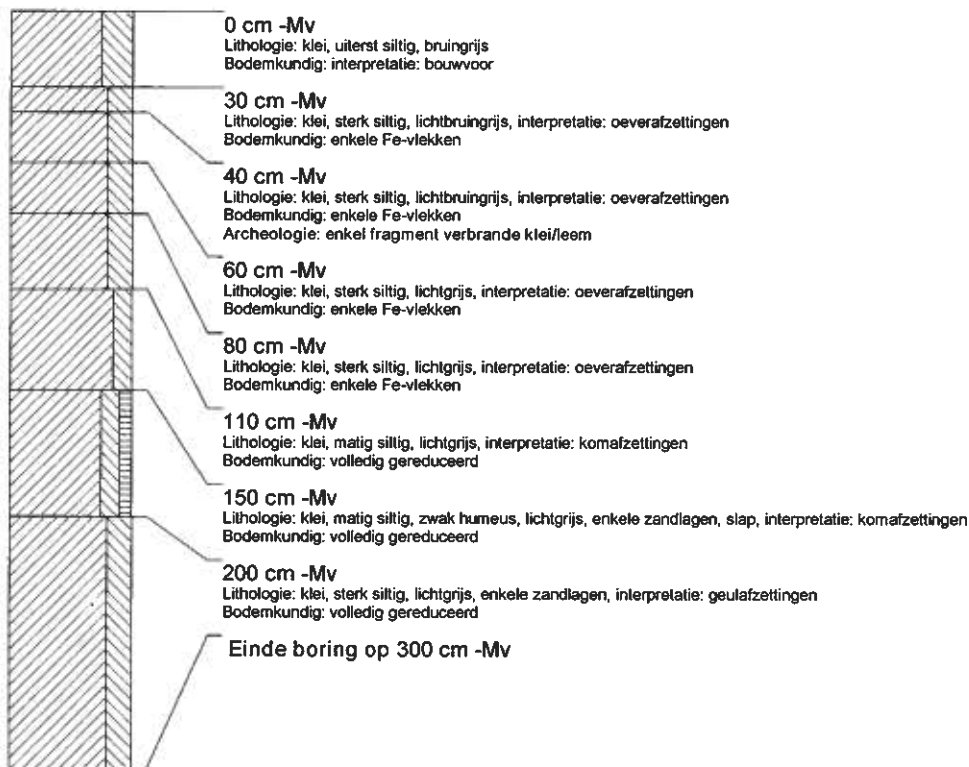 0 cm -Mv
Lithologie: klei, uiterst siltig, bruingrijs
Bodemkundig: interpretatie: bouwvoor
30 cm -Mv
Lithologie: klei, sterk siltig, lichtbruingrijs, interpretatie: oeverafzettingen
Bodemkundig: enkele Fe-vlekken
40 cm -Mv
Lithologie: klei, sterk siltig, lichtbruingrijs, interpretatie: oeverafzettingen
Bodemkundig: enkele Fe-vlekken
Archeologie: enkel fragment verbrande klei/leem
60 cm -Mv
Lithologie: klei, sterk siltig, lichtgrijs, interpretatie: oeverafzettingen
Bodemkundig: enkele Fe-vlekken
80 cm -Mv
Lithologie: klei, sterk siltig, lichtgrijs, interpretatie: oeverafzettingen
Bodemkundig: enkele Fe-vlekken
110 cm -Mv
Lithologie: klei, matig siltig, lichtgrijs, interpretatie: komafzettingen
Bodemkundig: volledig gereduceerd
150 cm -Mv
Lithologie: klei, matig siltig, zwak humeus, lichtgrijs, enkele zandlagen, slap, interpretatie: komafzettingen
Bodemkundig: volledig gereduceerd
200 cm -Mv
Lithologie: klei, sterk siltig, lichtgrijs, enkele zandlagen, interpretatie: geulafzettingen
Bodemkundig: volledig gereduceerd
Einde boring op 300 cm -Mv